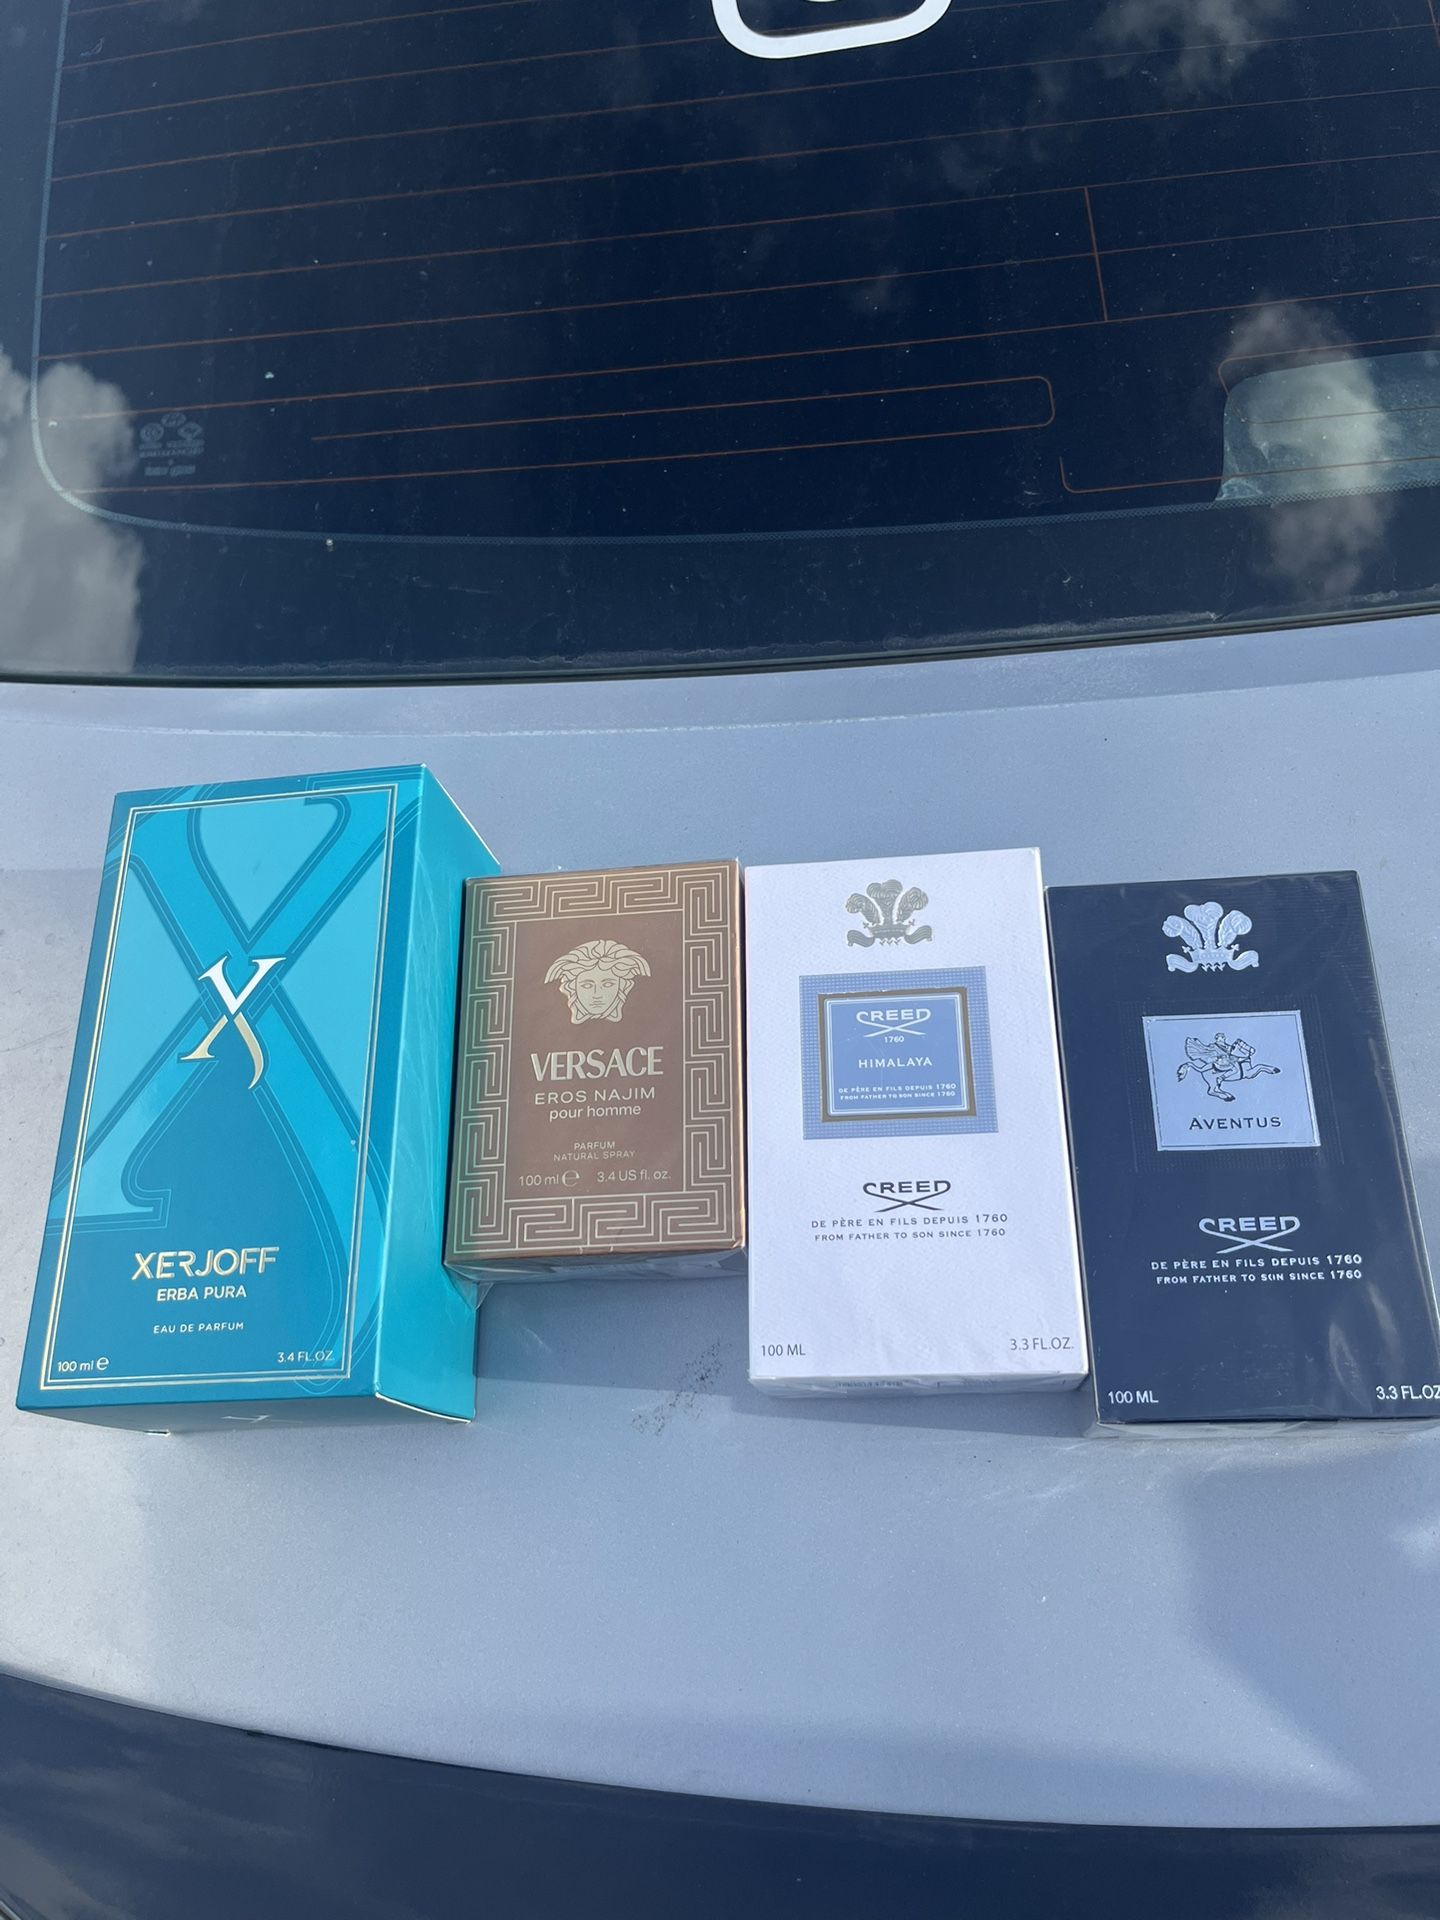 X
XERJOFF
ERBA PURA
EAU DE PARFUM
100 ml e
3.4 FL.OZ.
VERSACE
EROS NAJIM
pour homme
PARFUM
NATURAL SPRAY
100 ml e 3.4 US fl. oz.
CREED
1760
HIMALAYA
DE PÈRE EN FILS DEPUIS 1760
FROM FATHER TO SON SINCE 1760
CREED
DE PÈRE EN FILS DEPUIS 1760
FROM FATHER TO SON SINCE 1760
100 ML
3.3 FL.OZ.
AVENTUS
CREED
DE PÈRE EN FILS DEPUIS 1760
FROM FATHER TO SON SINCE 1760
100 ML
3.3 FL.OZ